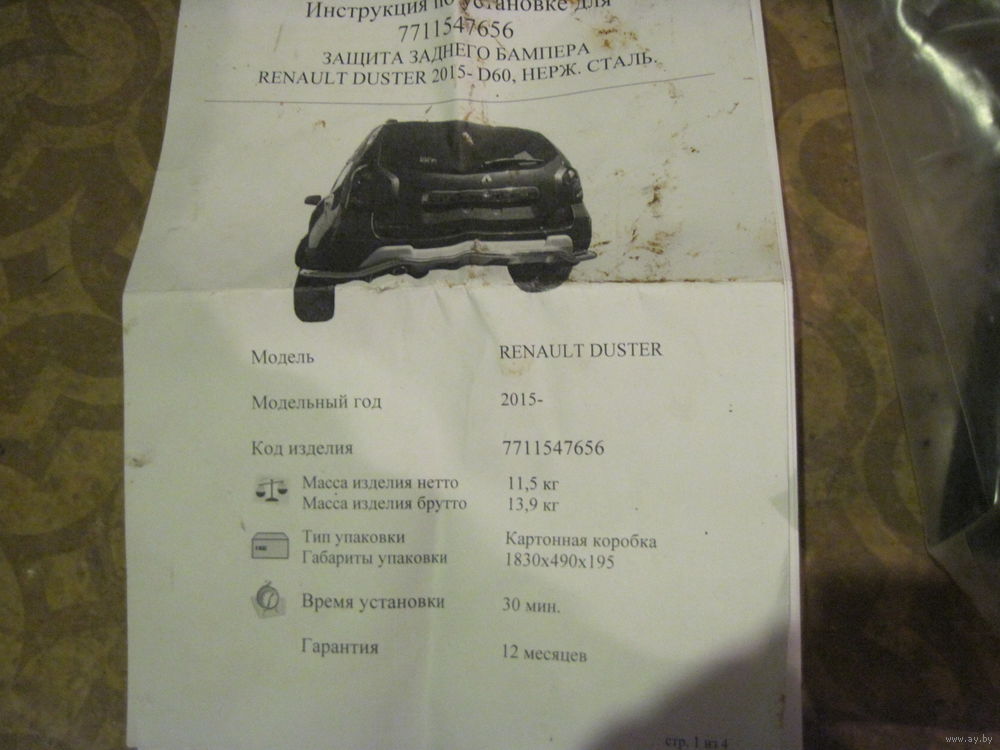 Инструкция по установке для
7711547656
ЗАЩИТА ЗАДНЕГО БАМПЕРА
RENAULT DUSTER 2015- D60, НЕРЖ. СТАЛЬ.
Модель RENAULT DUSTER
Модельный год 2015-
Код изделия 7711547656
Масса изделия нетто 11,5 кг
Масса изделия брутто 13,9 кг
Тип упаковки Картонная коробка
Габариты упаковки 1830х490х195
Время установки 30 мин.
Гарантия 12 месяцев
стр. 1 из 4
www.ay.by